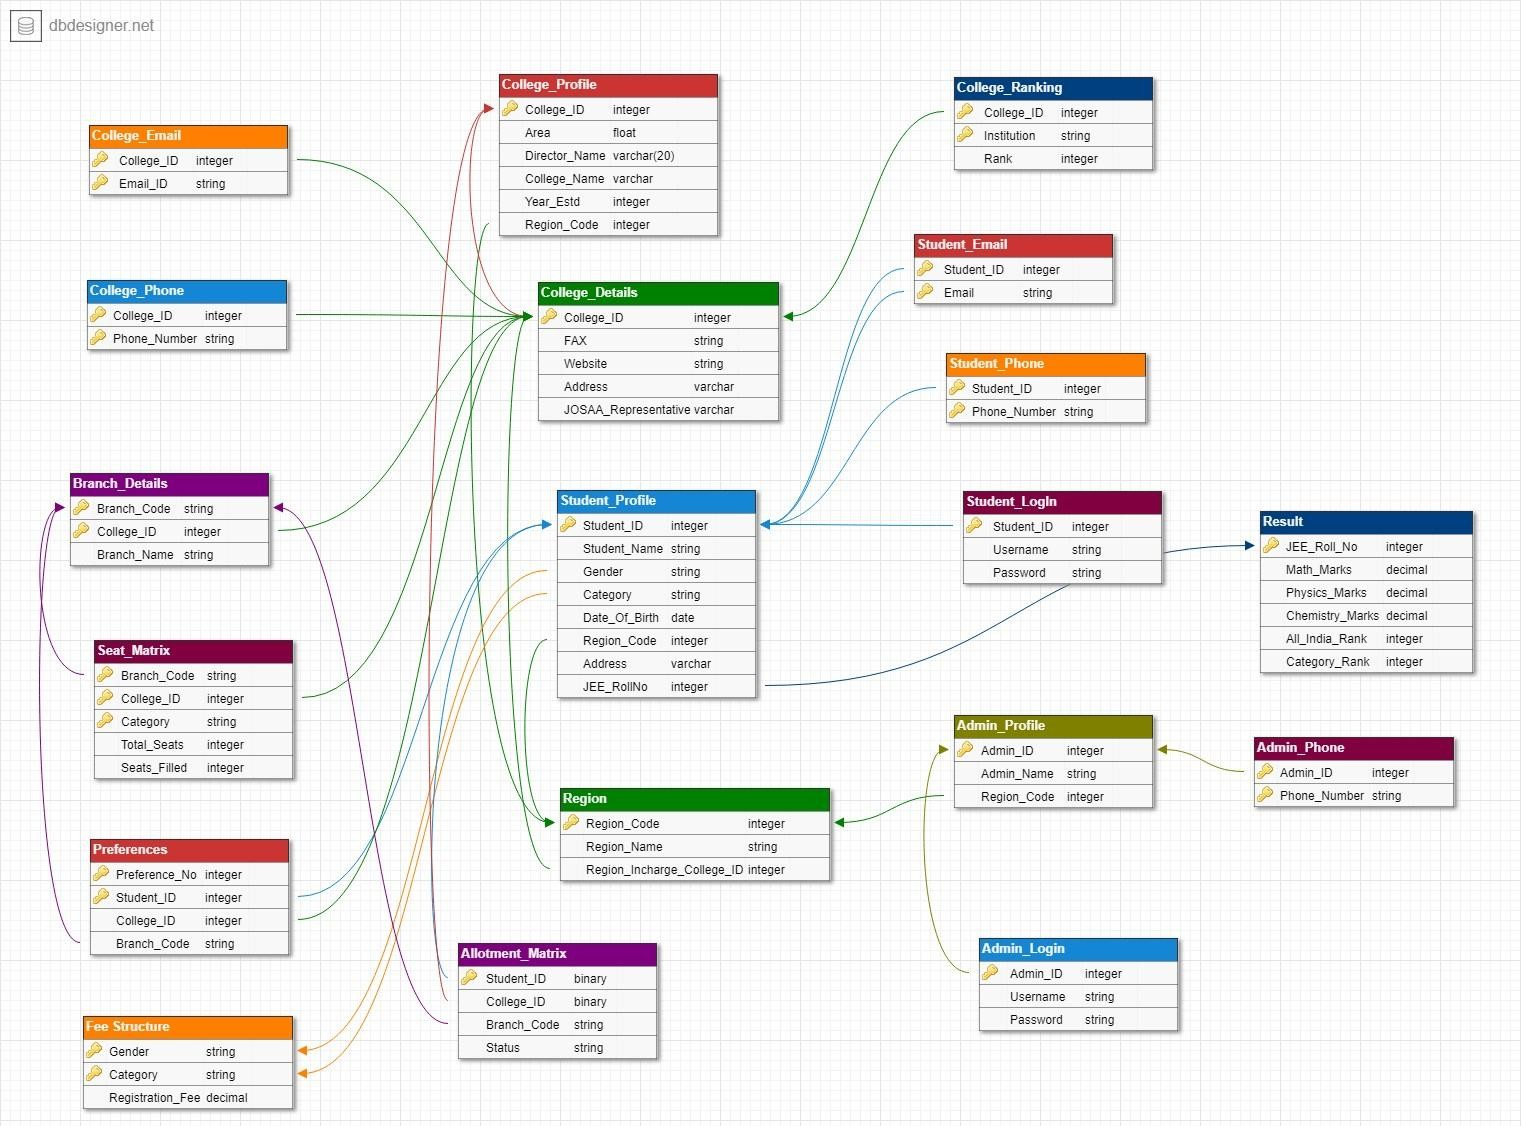 dbdesigner.net
College_Profile
College_ID integer
Area float
Director_Name varchar(20)
College_Name varchar
Year_Estd integer
Region_Code integer
College_Ranking
College_ID integer
Institution string
Rank integer
College_Email
College_ID integer
Email_ID string
Student_Email
Student_ID integer
Email string
College_Phone
College_ID integer
Phone_Number string
College_Details
College_ID integer
FAX string
Website string
Address varchar
JOSAA_Representative varchar
Student_Phone
Student_ID integer
Phone_Number string
Branch_Details
Branch_Code string
College_ID integer
Branch_Name string
Student_Profile
Student_ID integer
Student_Name string
Gender string
Category string
Date_Of_Birth date
Region_Code integer
Address varchar
JEE_RollNo integer
Student_LogIn
Student_ID integer
Username string
Password string
Result
JEE_Roll_No integer
Math_Marks decimal
Physics_Marks decimal
Chemistry_Marks decimal
All_India_Rank integer
Category_Rank integer
Seat_Matrix
Branch_Code string
College_ID integer
Category string
Total_Seats integer
Seats_Filled integer
Admin_Profile
Admin_ID integer
Admin_Name string
Region_Code integer
Admin_Phone
Admin_ID integer
Phone_Number string
Region
Region_Code integer
Region_Name string
Region_Incharge_College_ID integer
Preferences
Preference_No integer
Student_ID integer
College_ID integer
Branch_Code string
Allotment_Matrix
Student_ID binary
College_ID binary
Branch_Code string
Status string
Admin_Login
Admin_ID integer
Username string
Password string
Fee Structure
Gender string
Category string
Registration_Fee decimal